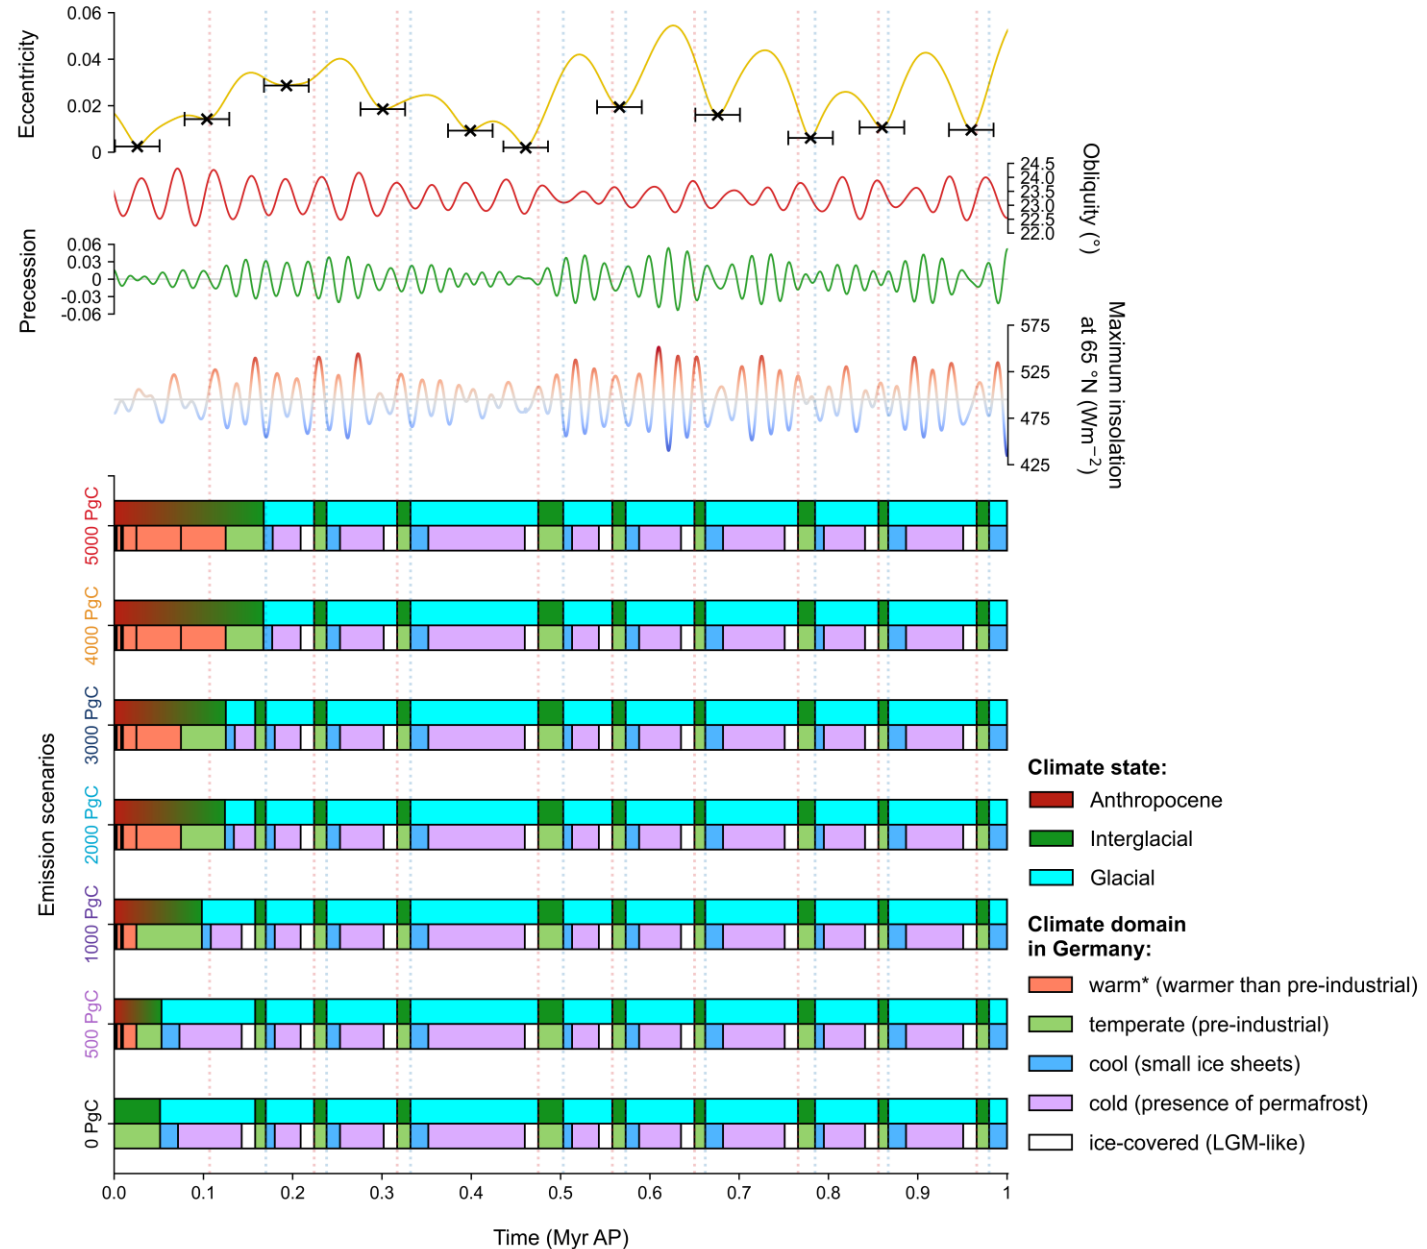 Eccentricity
0.06
0.04
0.02
0
Obliquity (°)
24.5
24.0
23.5
23.0
22.5
22.0
Precession
0.06
0.03
0
-0.03
-0.06
Maximum insolation
at 65 °N (Wm⁻²)
575
525
475
425
Emission scenarios
5000 PgC
4000 PgC
3000 PgC
2000 PgC
1000 PgC
500 PgC
0 PgC
Climate state:
Anthropocene
Interglacial
Glacial
Climate domain
in Germany:
warm* (warmer than pre-industrial)
temperate (pre-industrial)
cool (small ice sheets)
cold (presence of permafrost)
ice-covered (LGM-like)
0.0 0.1 0.2 0.3 0.4 0.5 0.6 0.7 0.8 0.9 1
Time (Myr AP)